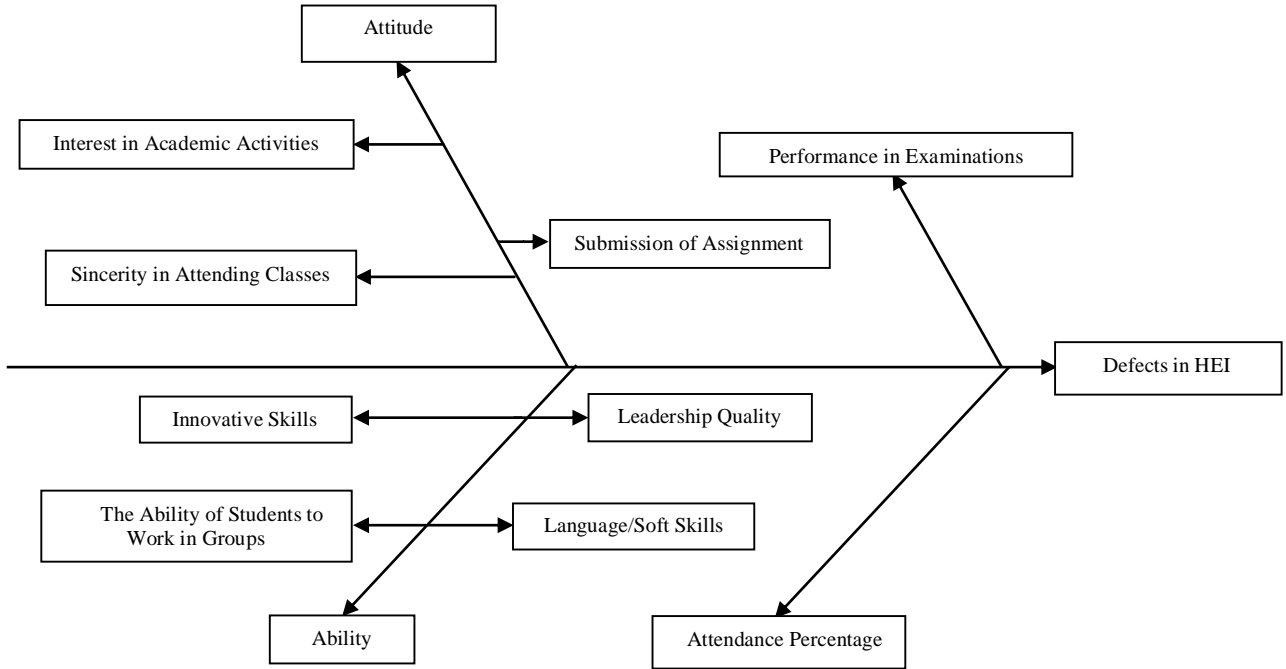 Attitude
Interest in Academic Activities
Performance in Examinations
Submission of Assignment
Sincerity in Attending Classes
Defects in HEI
Innovative Skills
Leadership Quality
The Ability of Students to
Work in Groups
Language/Soft Skills
Ability
Attendance Percentage